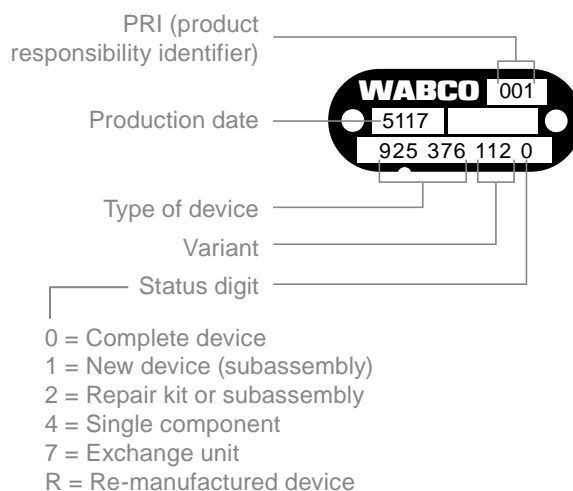 PRI (product
responsibility identifier)
WABCO 001
Production date
5117
925 376 112 0
Type of device
Variant
Status digit
0 = Complete device
1 = New device (subassembly)
2 = Repair kit or subassembly
4 = Single component
7 = Exchange unit
R = Re-manufactured device